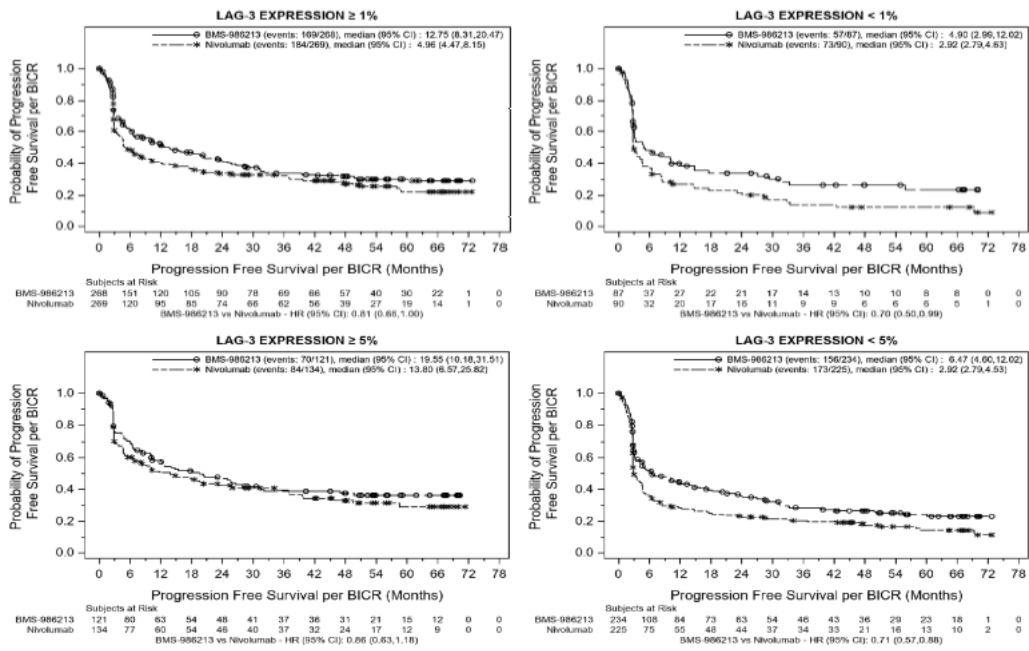 LAG-3 EXPRESSION ≥ 1%
BMS-986213 (events: 169/268), median (95% CI) : 12.75 (8.31,20.47)
Nivolumab (events: 184/269), median (95% CI) : 4.96 (4.47,8.15)
Probability of Progression
Free Survival per BICR
1.0
0.8
0.6
0.4
0.2
0.0
0 6 12 18 24 30 36 42 48 54 60 66 72 78
Progression Free Survival per BICR (Months)
Subjects at Risk
BMS-986213 268 151 120 105 90 78 69 66 57 40 30 22 1 0
Nivolumab 269 120 95 85 74 66 62 56 39 27 19 14 1 0
BMS-986213 vs Nivolumab - HR (95% CI): 0.81 (0.66,1.00)
LAG-3 EXPRESSION < 1%
BMS-986213 (events: 57/87), median (95% CI) : 4.90 (2.99,12.02)
Nivolumab (events: 73/90), median (95% CI) : 2.92 (2.79,4.63)
Probability of Progression
Free Survival per BICR
1.0
0.8
0.6
0.4
0.2
0.0
0 6 12 18 24 30 36 42 48 54 60 66 72 78
Progression Free Survival per BICR (Months)
Subjects at Risk
BMS-986213 87 37 27 22 21 17 14 13 10 10 8 8 0 0
Nivolumab 90 32 20 17 16 11 9 9 6 6 6 5 1 0
BMS-986213 vs Nivolumab - HR (95% CI): 0.70 (0.50,0.99)
LAG-3 EXPRESSION ≥ 5%
BMS-986213 (events: 70/121), median (95% CI) : 19.55 (10.18,31.51)
Nivolumab (events: 84/134), median (95% CI) : 13.80 (6.57,25.82)
Probability of Progression
Free Survival per BICR
1.0
0.8
0.6
0.4
0.2
0.0
0 6 12 18 24 30 36 42 48 54 60 66 72 78
Progression Free Survival per BICR (Months)
Subjects at Risk
BMS-986213 121 80 63 54 48 41 37 36 31 21 15 12 0 0
Nivolumab 134 77 60 54 48 40 37 32 24 17 12 9 0 0
BMS-986213 vs Nivolumab - HR (95% CI): 0.86 (0.63,1.18)
LAG-3 EXPRESSION < 5%
BMS-986213 (events: 156/234), median (95% CI) : 6.47 (4.60,12.02)
Nivolumab (events: 173/225), median (95% CI) : 2.92 (2.79,4.53)
Probability of Progression
Free Survival per BICR
1.0
0.8
0.6
0.4
0.2
0.0
0 6 12 18 24 30 36 42 48 54 60 66 72 78
Progression Free Survival per BICR (Months)
Subjects at Risk
BMS-986213 234 108 84 73 63 54 46 43 36 29 23 18 1 0
Nivolumab 225 75 55 48 44 37 34 33 21 16 13 10 2 0
BMS-986213 vs Nivolumab - HR (95% CI): 0.71 (0.57,0.88)